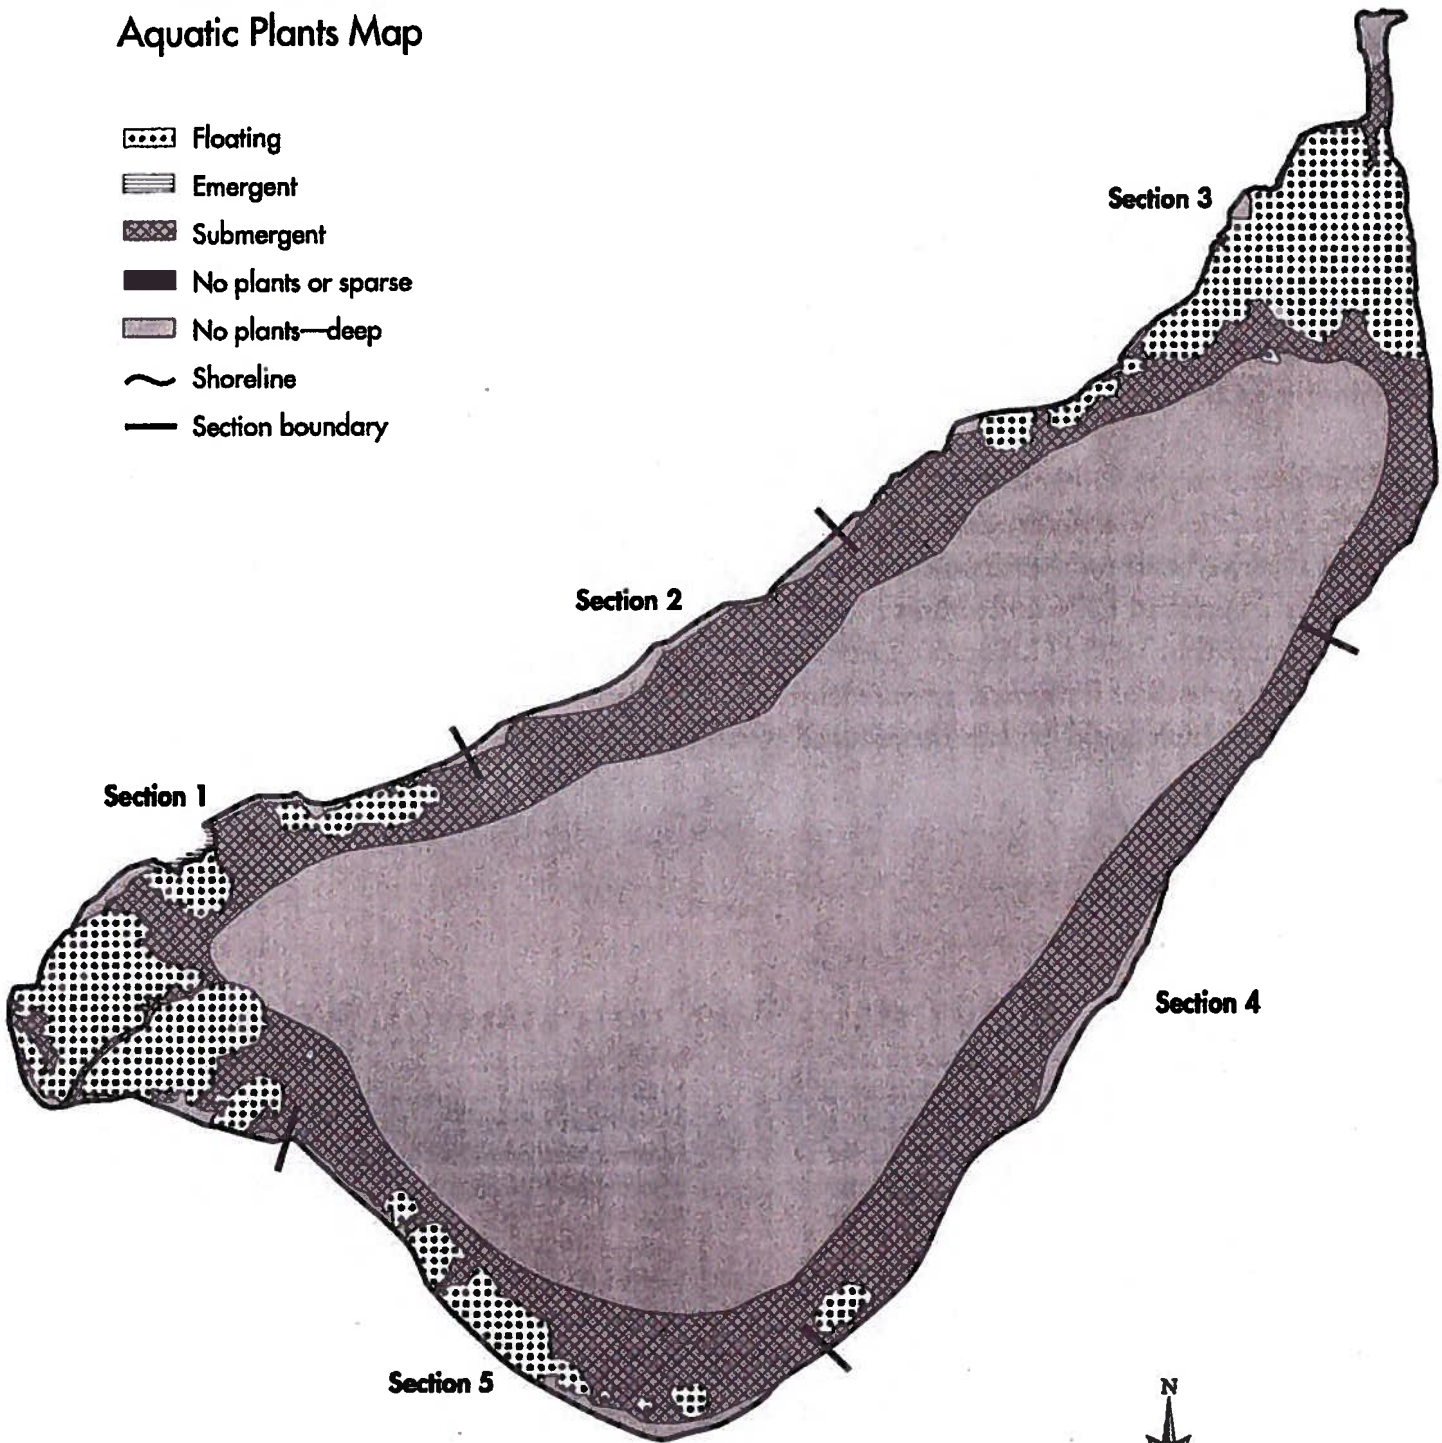 Aquatic Plants Map
Floating
Emergent
Submergent
No plants or sparse
No plants—deep
Shoreline
Section boundary
Section 3
Section 2
Section 1
Section 4
Section 5
N